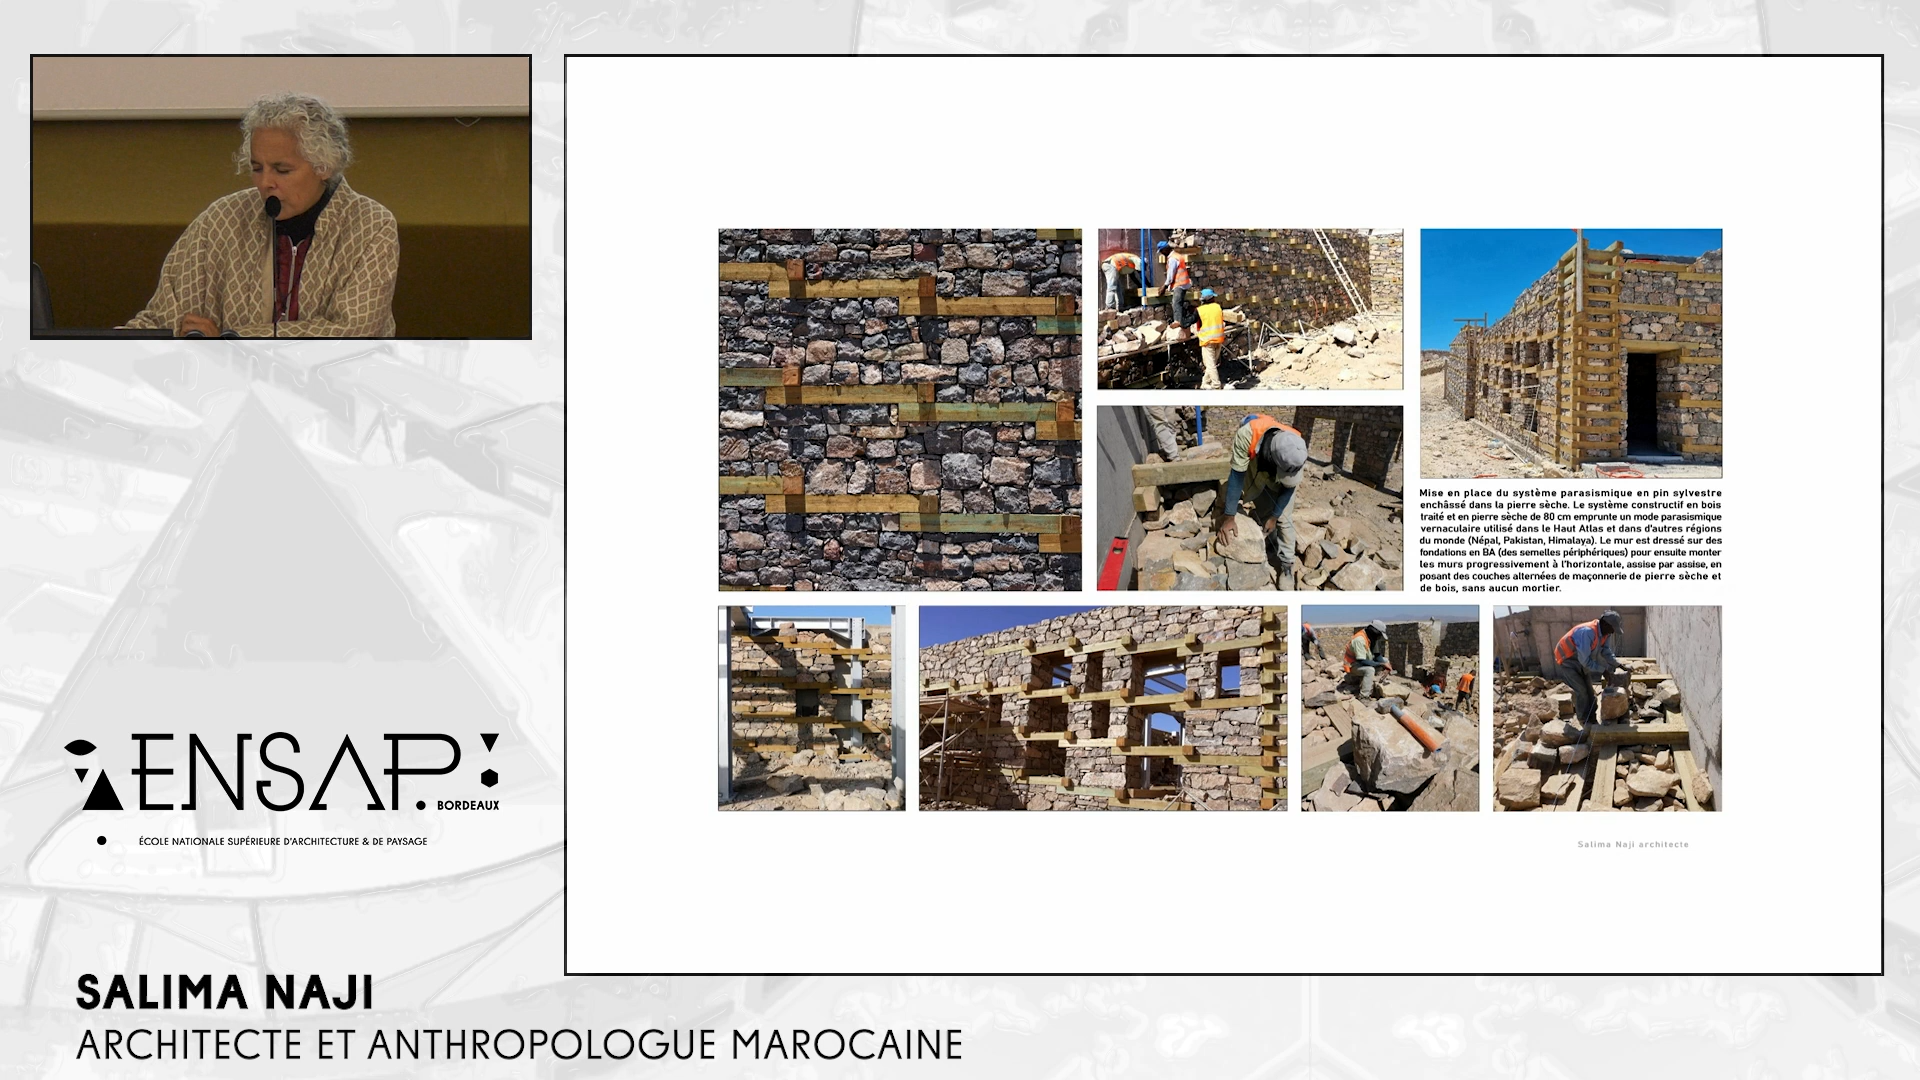 Mise en place du système parasismique en pin sylvestre
enchâssé dans la pierre sèche. Le système constructif en bois
traité et en pierre sèche de 80 cm emprunte un mode parasismique
vernaculaire utilisé dans le Haut Atlas et dans d'autres régions
du monde (Népal, Pakistan, Himalaya). Le mur est dressé sur des
fondations en BA (des semelles périphériques) pour ensuite monter
les murs progressivement à l'horizontale, assise par assise, en
posant des couches alternées de maçonnerie de pierre sèche et
de bois, sans aucun mortier.
Salima Naji architecte
ENSAP.
BORDEAUX
ÉCOLE NATIONALE SUPÉRIEURE D'ARCHITECTURE & DE PAYSAGE
SALIMA NAJI
ARCHITECTE ET ANTHROPOLOGUE MAROCAINE